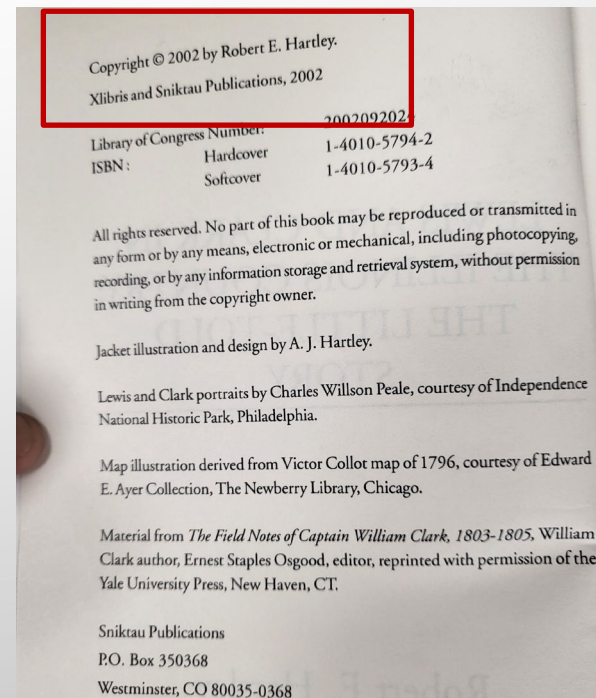 Copyright © 2002 by Robert E. Hartley.
Xlibris and Sniktau Publications, 2002
Library of Congress Number:
ISBN : Hardcover 1-4010-5794-2
Softcover 1-4010-5793-4
All rights reserved. No part of this book may be reproduced or transmitted in
any form or by any means, electronic or mechanical, including photocopying,
recording, or by any information storage and retrieval system, without permission
in writing from the copyright owner.
Jacket illustration and design by A. J. Hartley.
Lewis and Clark portraits by Charles Willson Peale, courtesy of Independence
National Historic Park, Philadelphia.
Map illustration derived from Victor Collot map of 1796, courtesy of Edward
E. Ayer Collection, The Newberry Library, Chicago.
Material from The Field Notes of Captain William Clark, 1803-1805, William
Clark author, Ernest Staples Osgood, editor, reprinted with permission of the
Yale University Press, New Haven, CT.
Sniktau Publications
P.O. Box 350368
Westminster, CO 80035-0368